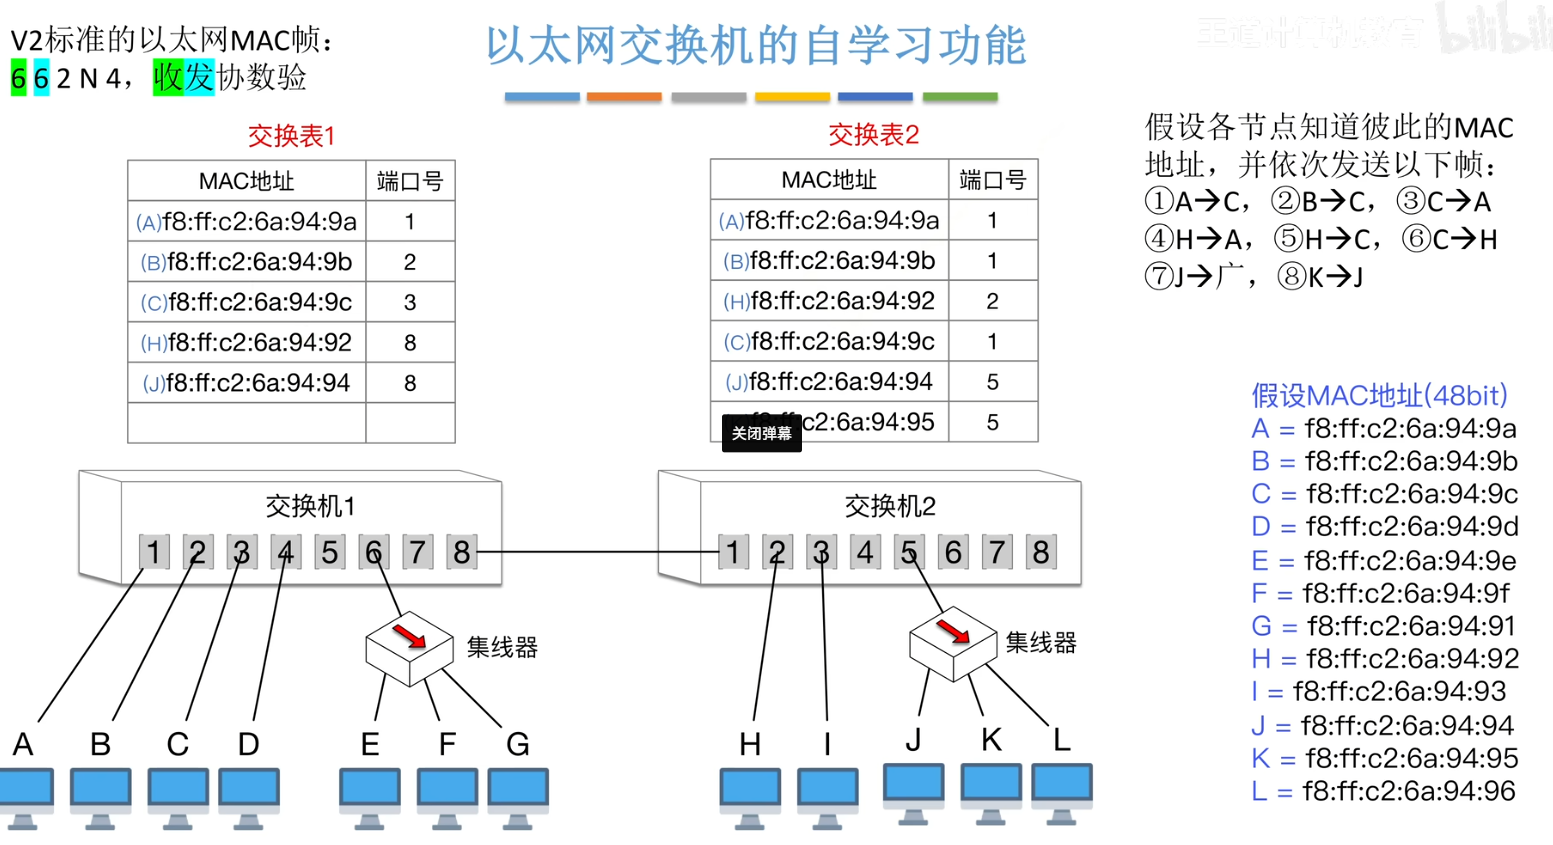 V2标准的以太网MAC帧：
6 6 2 N 4，收发协数验
以太网交换机的自学习功能
王道计算机教育 bilibili
交换表1
MAC地址 端口号
(A)f8:ff:c2:6a:94:9a 1
(B)f8:ff:c2:6a:94:9b 2
(C)f8:ff:c2:6a:94:9c 3
(H)f8:ff:c2:6a:94:92 8
(J)f8:ff:c2:6a:94:94 8
交换表2
MAC地址 端口号
(A)f8:ff:c2:6a:94:9a 1
(B)f8:ff:c2:6a:94:9b 1
(H)f8:ff:c2:6a:94:92 2
(C)f8:ff:c2:6a:94:9c 1
(J)f8:ff:c2:6a:94:94 5
c2:6a:94:95 5
关闭弹幕
假设各节点知道彼此的MAC
地址，并依次发送以下帧：
①A→C，②B→C，③C→A
④H→A，⑤H→C，⑥C→H
⑦J→广，⑧K→J
交换机1
1 2 3 4 5 6 7 8
集线器
A B C D E F G
交换机2
1 2 3 4 5 6 7 8
集线器
H I J K L
假设MAC地址(48bit)
A = f8:ff:c2:6a:94:9a
B = f8:ff:c2:6a:94:9b
C = f8:ff:c2:6a:94:9c
D = f8:ff:c2:6a:94:9d
E = f8:ff:c2:6a:94:9e
F = f8:ff:c2:6a:94:9f
G = f8:ff:c2:6a:94:91
H = f8:ff:c2:6a:94:92
I = f8:ff:c2:6a:94:93
J = f8:ff:c2:6a:94:94
K = f8:ff:c2:6a:94:95
L = f8:ff:c2:6a:94:96